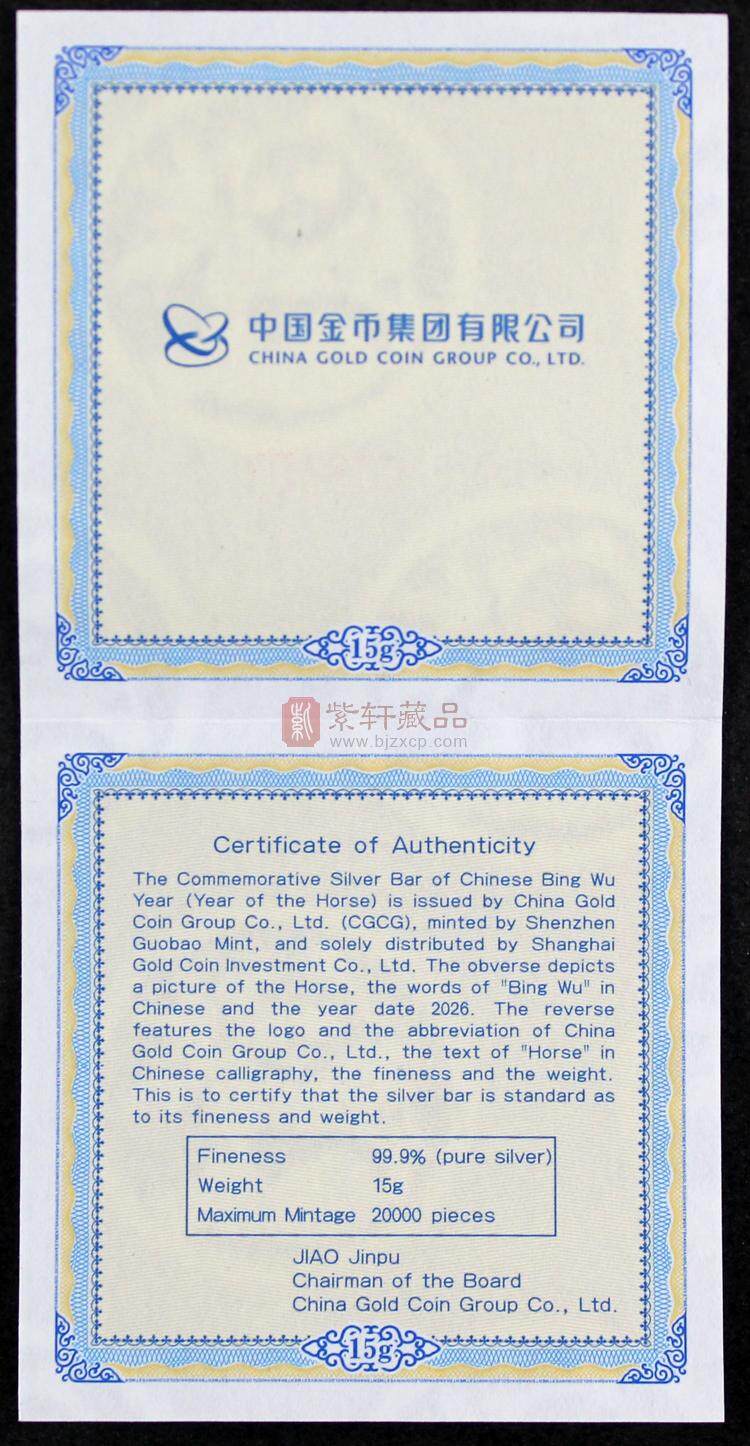 中国金币集团有限公司
CHINA GOLD COIN GROUP CO., LTD.
15g
紫轩藏品
www.bjzxcp.com
Certificate of Authenticity
The Commemorative Silver Bar of Chinese Bing Wu
Year (Year of the Horse) is issued by China Gold
Coin Group Co., Ltd. (CGCG), minted by Shenzhen
Guobao Mint, and solely distributed by Shanghai
Gold Coin Investment Co., Ltd. The obverse depicts
a picture of the Horse, the words of "Bing Wu" in
Chinese and the year date 2026. The reverse
features the logo and the abbreviation of China
Gold Coin Group Co., Ltd., the text of "Horse" in
Chinese calligraphy, the fineness and the weight.
This is to certify that the silver bar is standard as
to its fineness and weight.
Fineness 99.9% (pure silver)
Weight 15g
Maximum Mintage 20000 pieces
JIAO Jinpu
Chairman of the Board
China Gold Coin Group Co., Ltd.
15g